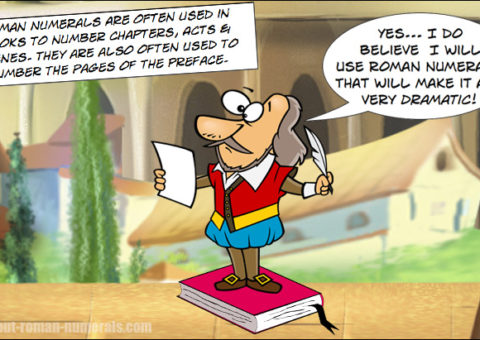 MAN NUMERALS ARE OFTEN USED IN
OKS TO NUMBER CHAPTERS, ACTS &
ENES. THEY ARE ALSO OFTEN USED TO
UMBER THE PAGES OF THE PREFACE.
YES... I DO
BELIEVE I WILL
USE ROMAN NUMERA
THAT WILL MAKE IT A
VERY DRAMATIC!
out-roman-numerals.com